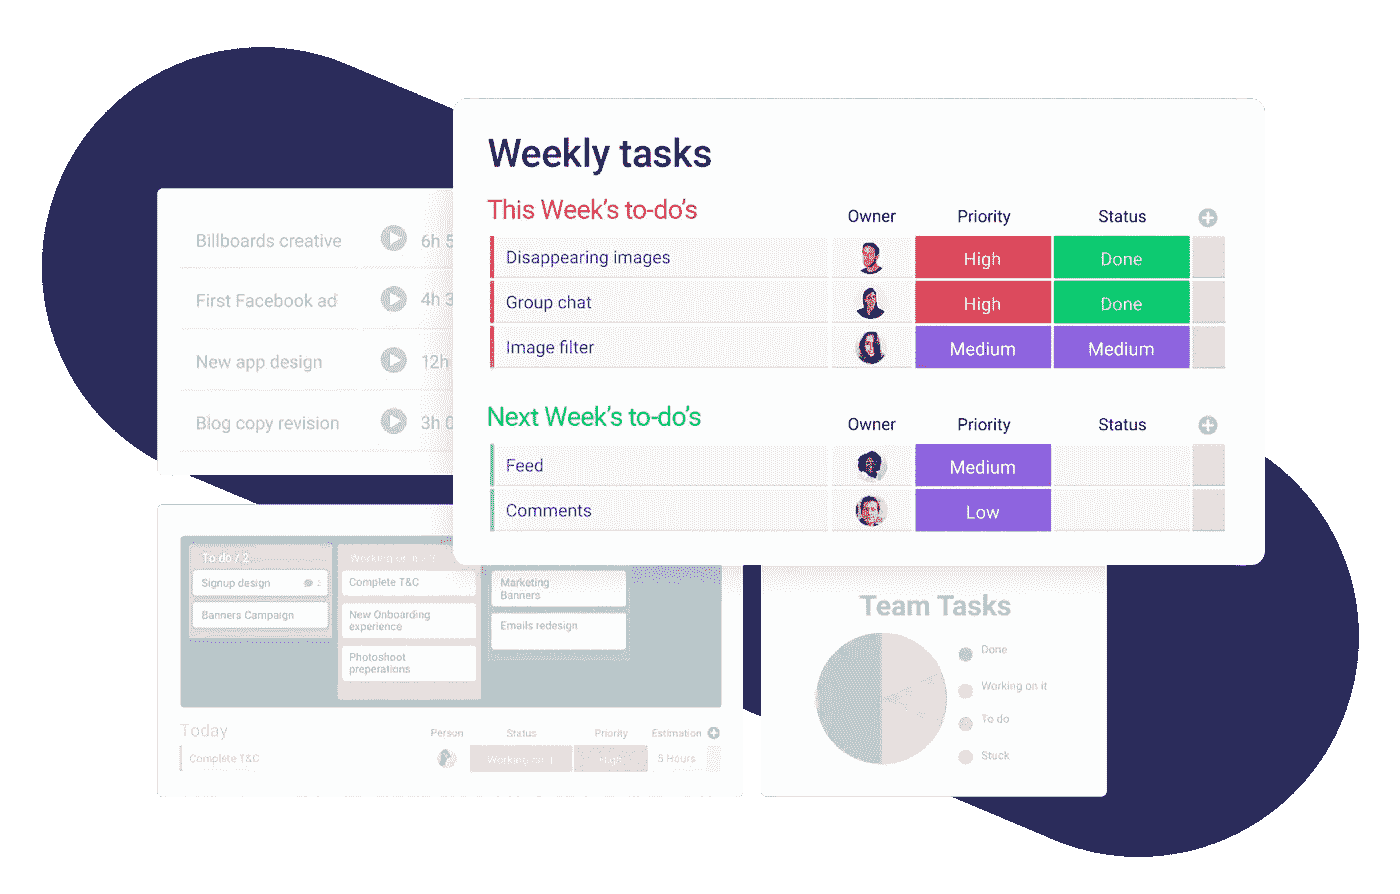 Weekly tasks
This Week's to-do's Owner Priority Status
Disappearing images High Done
Group chat High Done
Image filter Medium Medium
Next Week's to-do's Owner Priority Status
Feed Medium
Comments Low
Billboards creative 6h 5
First Facebook ad 4h 3
New app design 12h
Blog copy revision 3h 0
To do / 2
Signup design 2
Banners Campaign
Working on it
Complete T&C
New Onboarding
experience
Photoshoot
preperations
Marketing
Banners
Emails redesign
Today Person Status Priority Estimation
Complete T&C Working on it High 5 Hours
Team Tasks
Done
Working on it
To do
Stuck